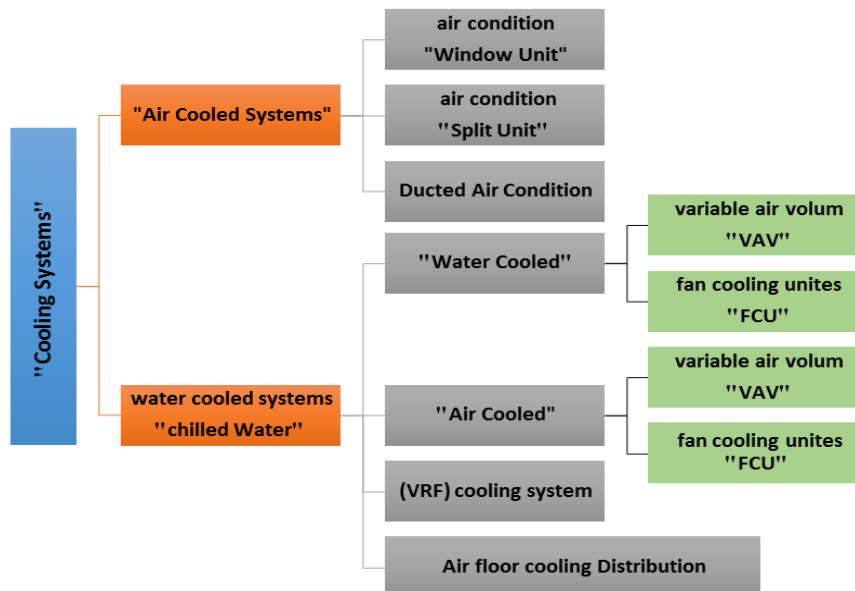 "Cooling Systems"
"Air Cooled Systems"
air condition
"Window Unit"
air condition
"Split Unit"
Ducted Air Condition
water cooled systems
"chilled Water"
"Water Cooled"
variable air volum
"VAV"
fan cooling unites
"FCU"
"Air Cooled"
variable air volum
"VAV"
fan cooling unites
"FCU"
(VRF) cooling system
Air floor cooling Distribution